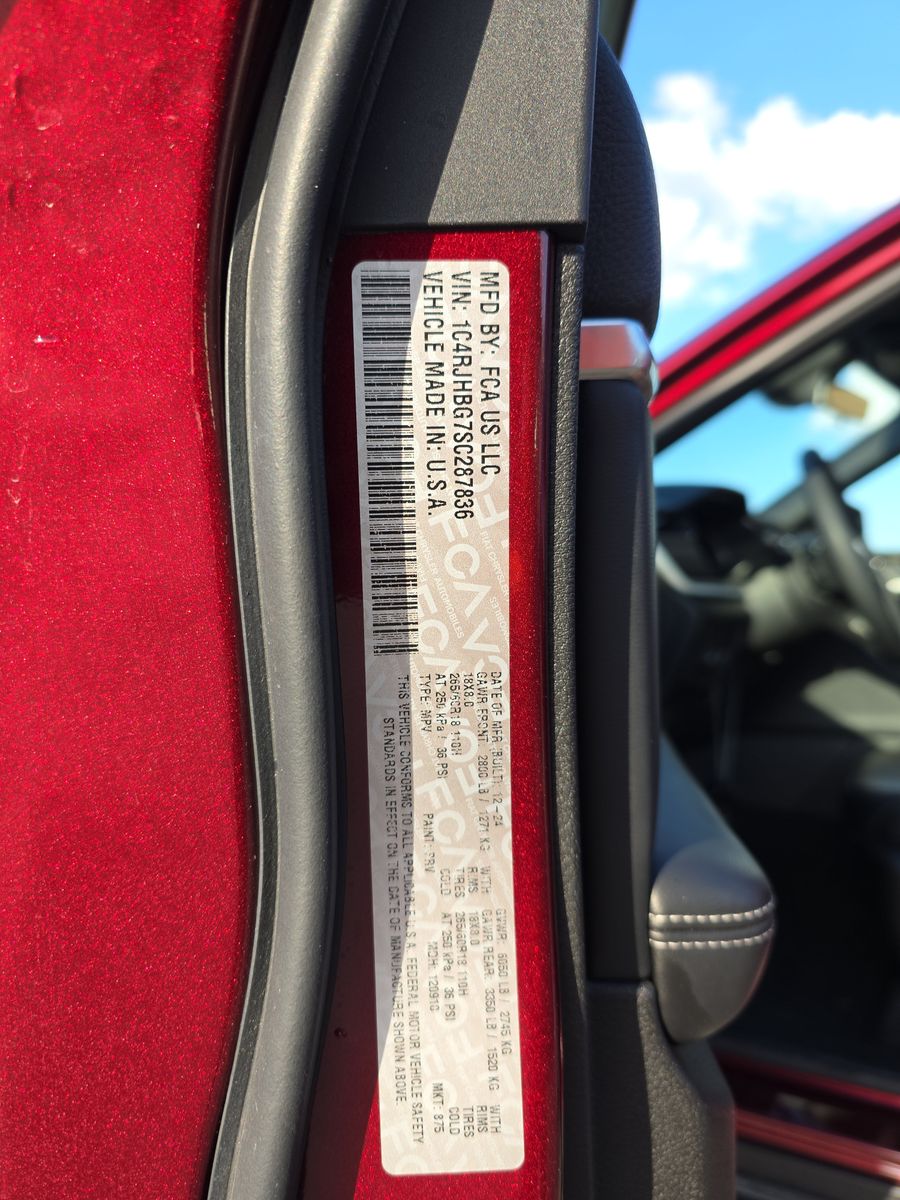 MFD BY: FCA US LLC
VIN: 1C4RJHBG7SC287836
VEHICLE MADE IN: U.S.A.
DATE OF MFR (BUILT): 12-24 GVWR: 6050 LB / 2745 KG
GAWR FRONT: 2800 LB / 1271 KG WITH GAWR REAR: 3350 LB / 1520 KG WITH
18X8.0 RIMS 18X8.0 RIMS
265/60R18 110H TIRES 265/60R18 110H TIRES
AT 250 kPa / 36 PSI COLD AT 250 kPa / 36 PSI COLD
TYPE: MPV PAINT: PRV MDH: 120910 MKT: 875
THIS VEHICLE CONFORMS TO ALL APPLICABLE U.S.A. FEDERAL MOTOR VEHICLE SAFETY
STANDARDS IN EFFECT ON THE DATE OF MANUFACTURE SHOWN ABOVE.
FCA